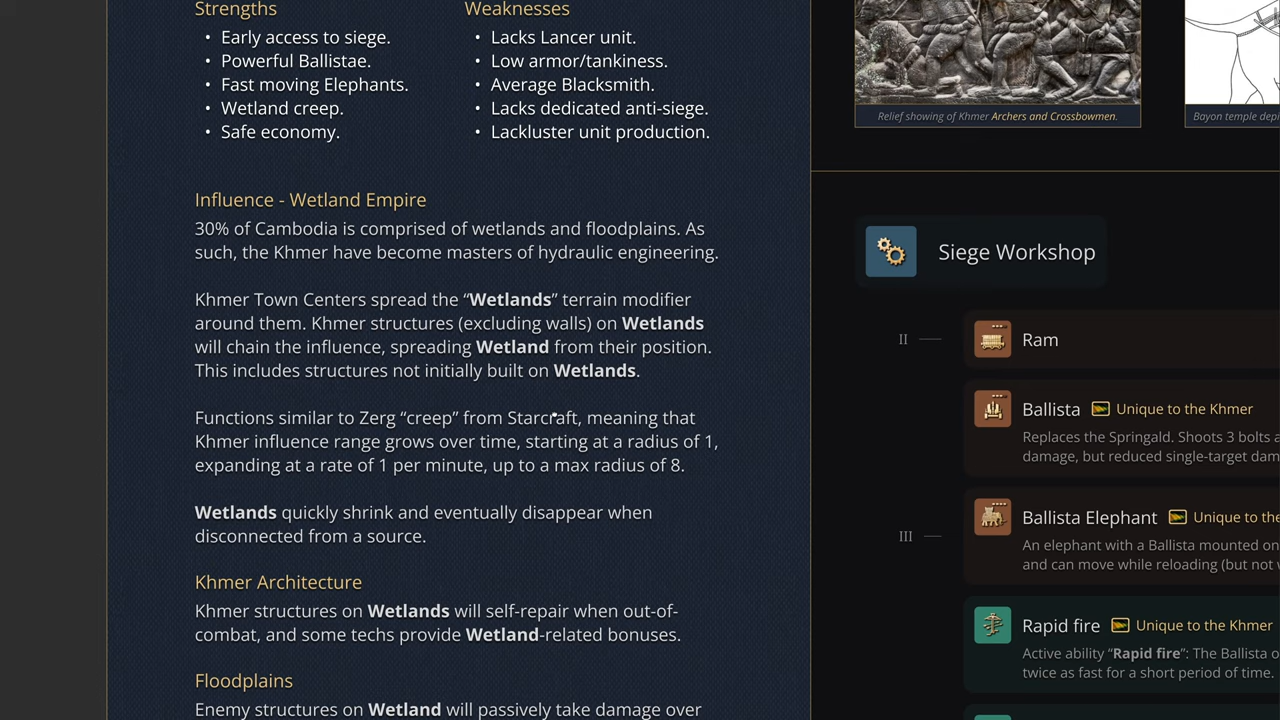 Strengths
• Early access to siege.
• Powerful Ballistae.
• Fast moving Elephants.
• Wetland creep.
• Safe economy.
Weaknesses
• Lacks Lancer unit.
• Low armor/tankiness.
• Average Blacksmith.
• Lacks dedicated anti-siege.
• Lackluster unit production.
Influence - Wetland Empire
30% of Cambodia is comprised of wetlands and floodplains. As
such, the Khmer have become masters of hydraulic engineering.
Khmer Town Centers spread the “Wetlands” terrain modifier
around them. Khmer structures (excluding walls) on Wetlands
will chain the influence, spreading Wetland from their position.
This includes structures not initially built on Wetlands.
Functions similar to Zerg “creep” from Starcraft, meaning that
Khmer influence range grows over time, starting at a radius of 1,
expanding at a rate of 1 per minute, up to a max radius of 8.
Wetlands quickly shrink and eventually disappear when
disconnected from a source.
Khmer Architecture
Khmer structures on Wetlands will self-repair when out-of-
combat, and some techs provide Wetland-related bonuses.
Floodplains
Enemy structures on Wetland will passively take damage over
Relief showing of Khmer Archers and Crossbowmen.
Bayon temple
Siege Workshop
II
Ram
Ballista Unique to the Khmer
Replaces the Springald. Shoots 3 bolts
damage, but reduced single-target
III
Ballista Elephant Unique to the
An elephant with a Ballista mounted on
and can move while reloading (but not
Rapid fire Unique to the Khmer
Active ability “Rapid fire”: The Ballista
twice as fast for a short period of time.